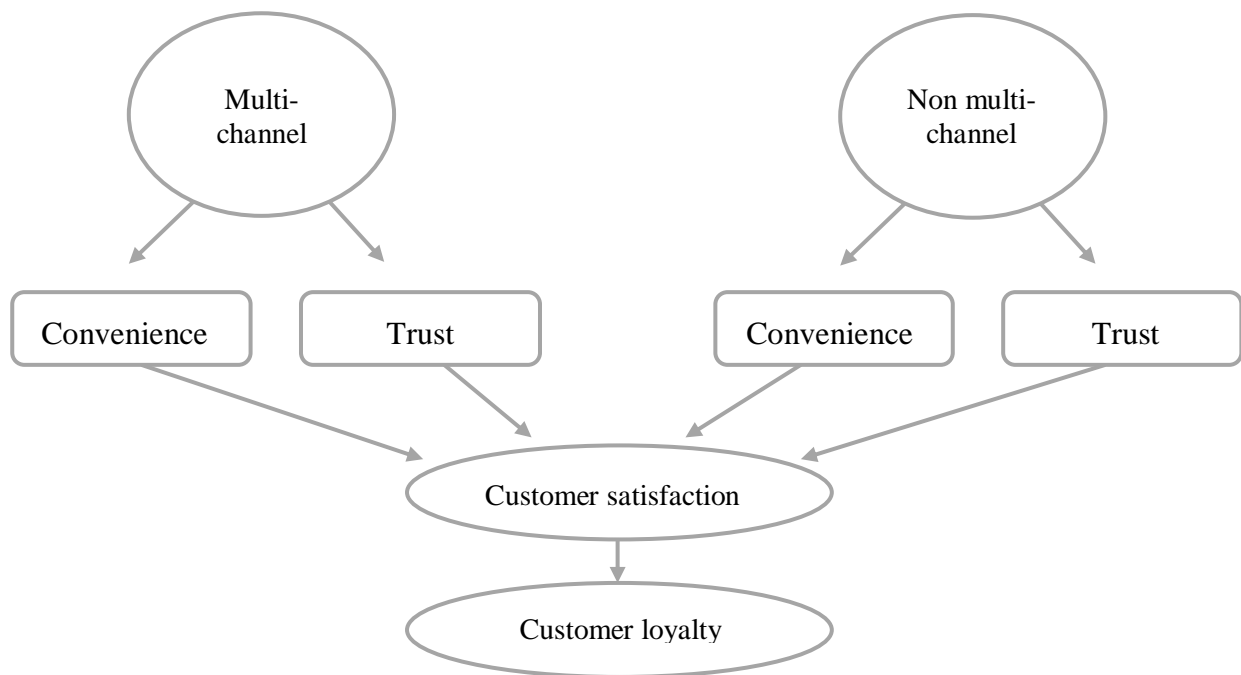 Multi-
channel
Non multi-
channel
Convenience
Trust
Convenience
Trust
Customer satisfaction
Customer loyalty